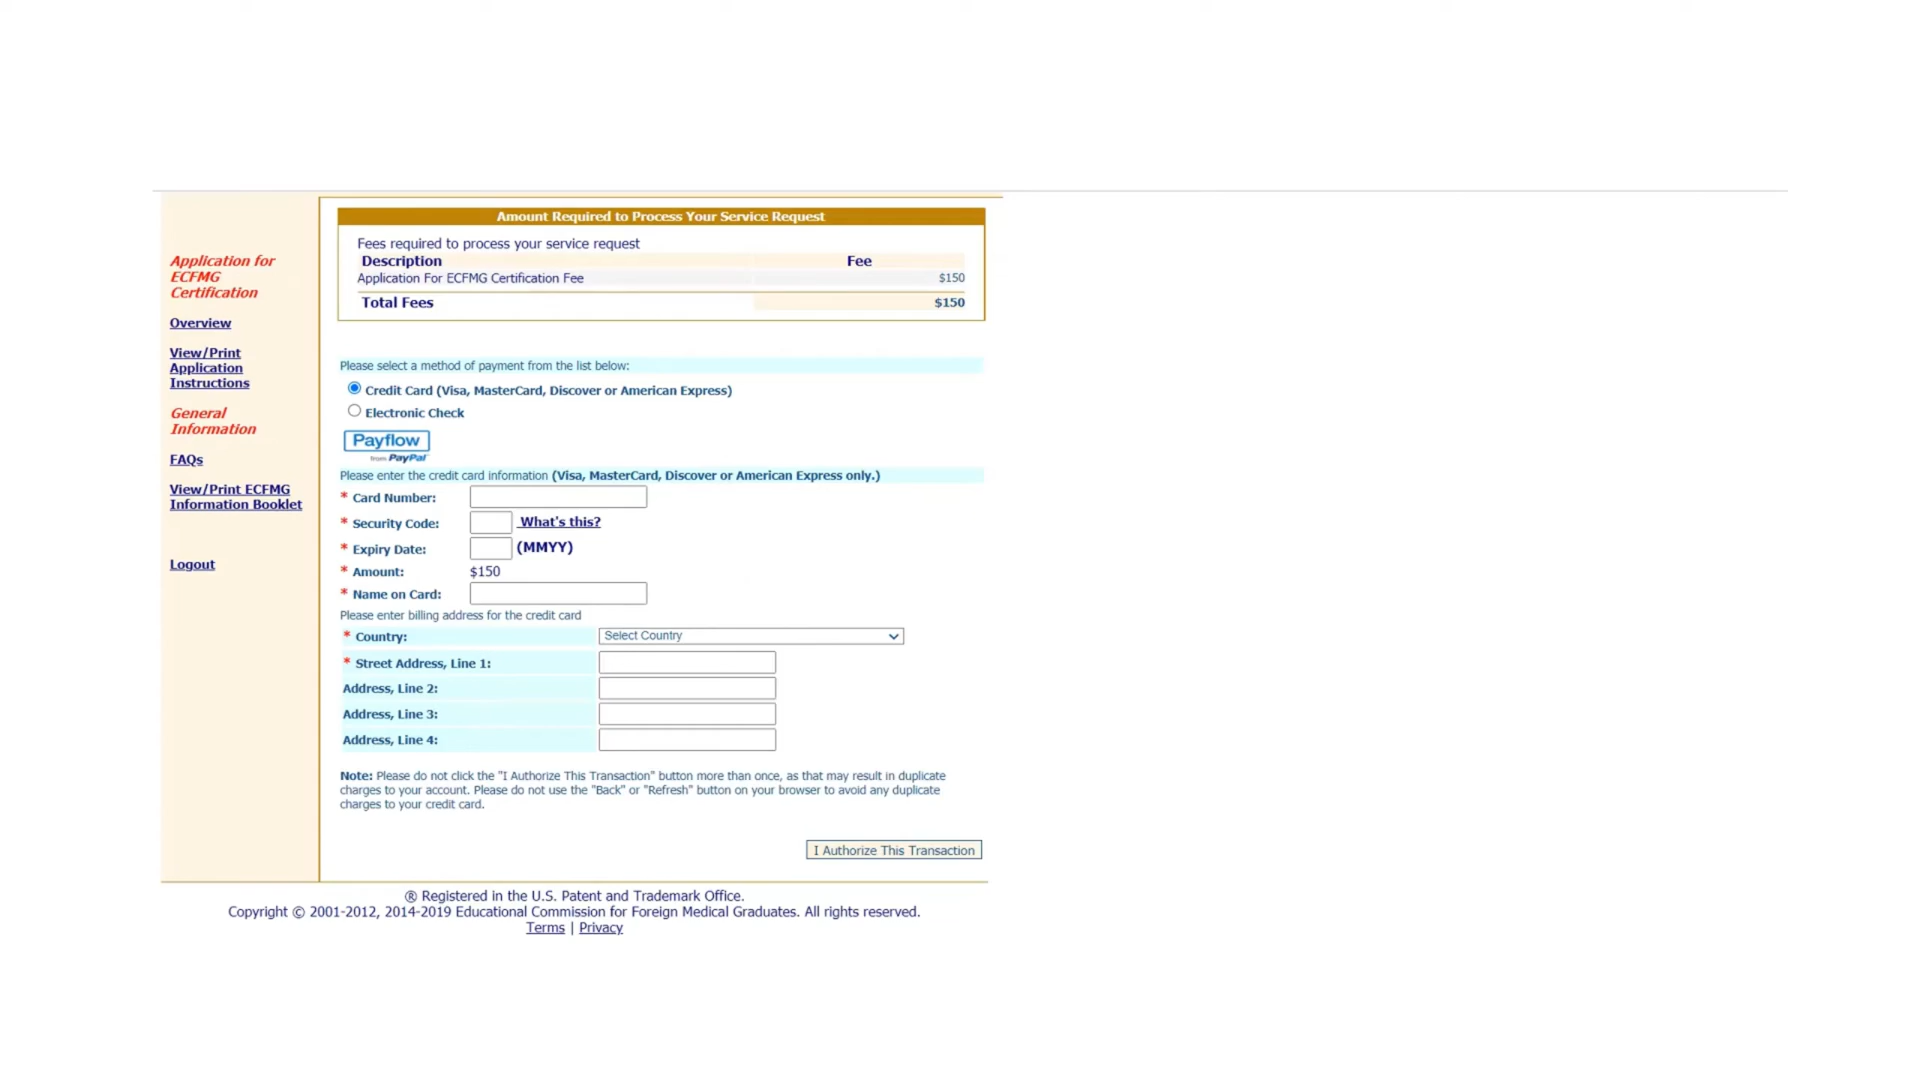 Amount Required to Process Your Service Request
Fees required to process your service request
Description Fee
Application For ECFMG Certification Fee $150
Total Fees $150
Application for
ECFMG
Certification
Overview
View/Print
Application
Instructions
General
Information
FAQs
View/Print ECFMG
Information Booklet
Logout
Please select a method of payment from the list below:
Credit Card (Visa, MasterCard, Discover or American Express)
Electronic Check
Payflow
from PayPal
Please enter the credit card information (Visa, MasterCard, Discover or American Express only.)
* Card Number:
* Security Code: What's this?
* Expiry Date: (MMYY)
* Amount: $150
* Name on Card:
Please enter billing address for the credit card
* Country: Select Country
* Street Address, Line 1:
Address, Line 2:
Address, Line 3:
Address, Line 4:
Note: Please do not click the "I Authorize This Transaction" button more than once, as that may result in duplicate
charges to your account. Please do not use the "Back" or "Refresh" button on your browser to avoid any duplicate
charges to your credit card.
I Authorize This Transaction
® Registered in the U.S. Patent and Trademark Office.
Copyright © 2001-2012, 2014-2019 Educational Commission for Foreign Medical Graduates. All rights reserved.
Terms | Privacy